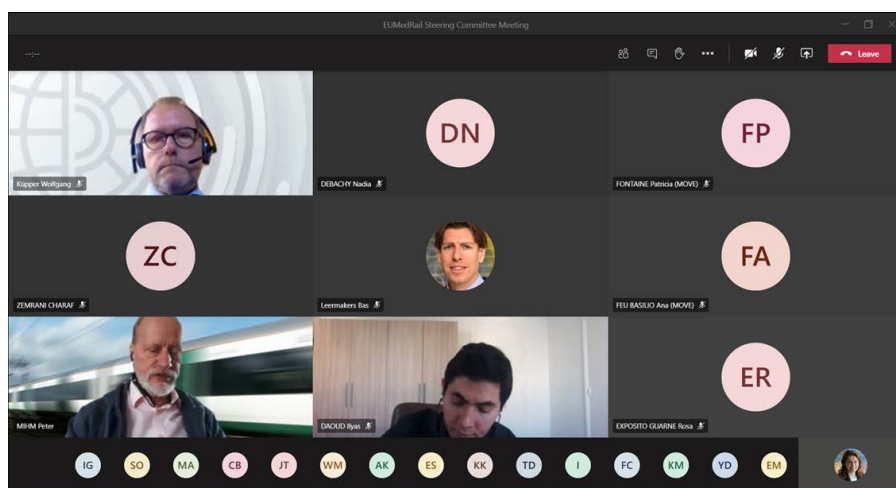 EUMedRail Steering Committee Meeting
--:--
Leave
Küpper Wolfgang
DN
DEBACHY Nadia
FP
FONTAINE Patricia (MOVE)
ZC
ZEMRANI CHARAF
Leermakers Bas
FA
FEU BASILIO Ana (MOVE)
MIHM Peter
DAOUD Ilyas
ER
EXPOSITO GUARNE Rosa
IG SO MA CB JT WM AK ES KK TD I FC KM YD EM